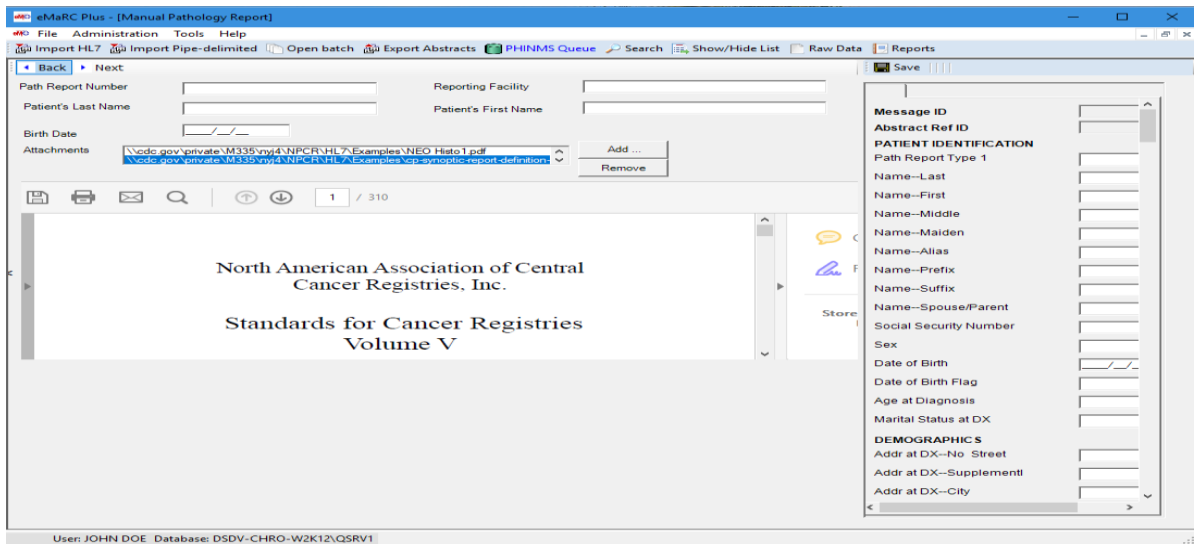 eMaRC Plus - [Manual Pathology Report]
File Administration Tools Help
Import HL7 Import Pipe-delimited Open batch Export Abstracts PHINMS Queue Search Show/Hide List Raw Data Reports
Back Next
Save
Path Report Number
Reporting Facility
Patient's Last Name
Patient's First Name
Birth Date
__/__/__
Attachments
\\cdc.gov\private\M335\nyj4\NPCR\HL7\Examples\NEO Histo1.pdf
\\cdc.gov\private\M335\nyj4\NPCR\HL7\Examples\cp-synoptic-report-definition-
Add ...
Remove
1 / 310
North American Association of Central
Cancer Registries, Inc.
Standards for Cancer Registries
Volume V
Store
Message ID
Abstract Ref ID
PATIENT IDENTIFICATION
Path Report Type 1
Name--Last
Name--First
Name--Middle
Name--Maiden
Name--Alias
Name--Prefix
Name--Suffix
Name--Spouse/Parent
Social Security Number
Sex
Date of Birth
__/__/_
Date of Birth Flag
Age at Diagnosis
Marital Status at DX
DEMOGRAPHICS
Addr at DX--No Street
Addr at DX--Supplementl
Addr at DX--City
User: JOHN DOE Database: DSDV-CHRO-W2K12\QSRV1